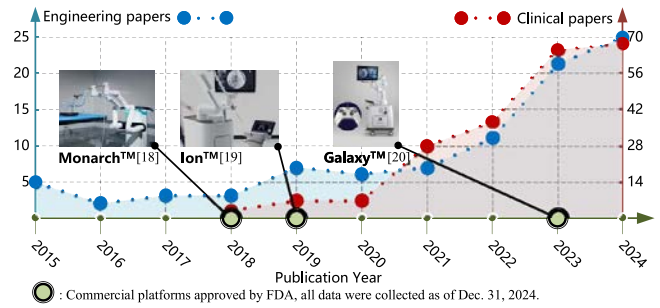 Engineering papers
Clinical papers
25 70
20 56
15 42
10 28
5 14
Monarch™[18] Ion™[19] Galaxy™[20]
2015 2016 2017 2018 2019 2020 2021 2022 2023 2024
Publication Year
: Commercial platforms approved by FDA, all data were collected as of Dec. 31, 2024.